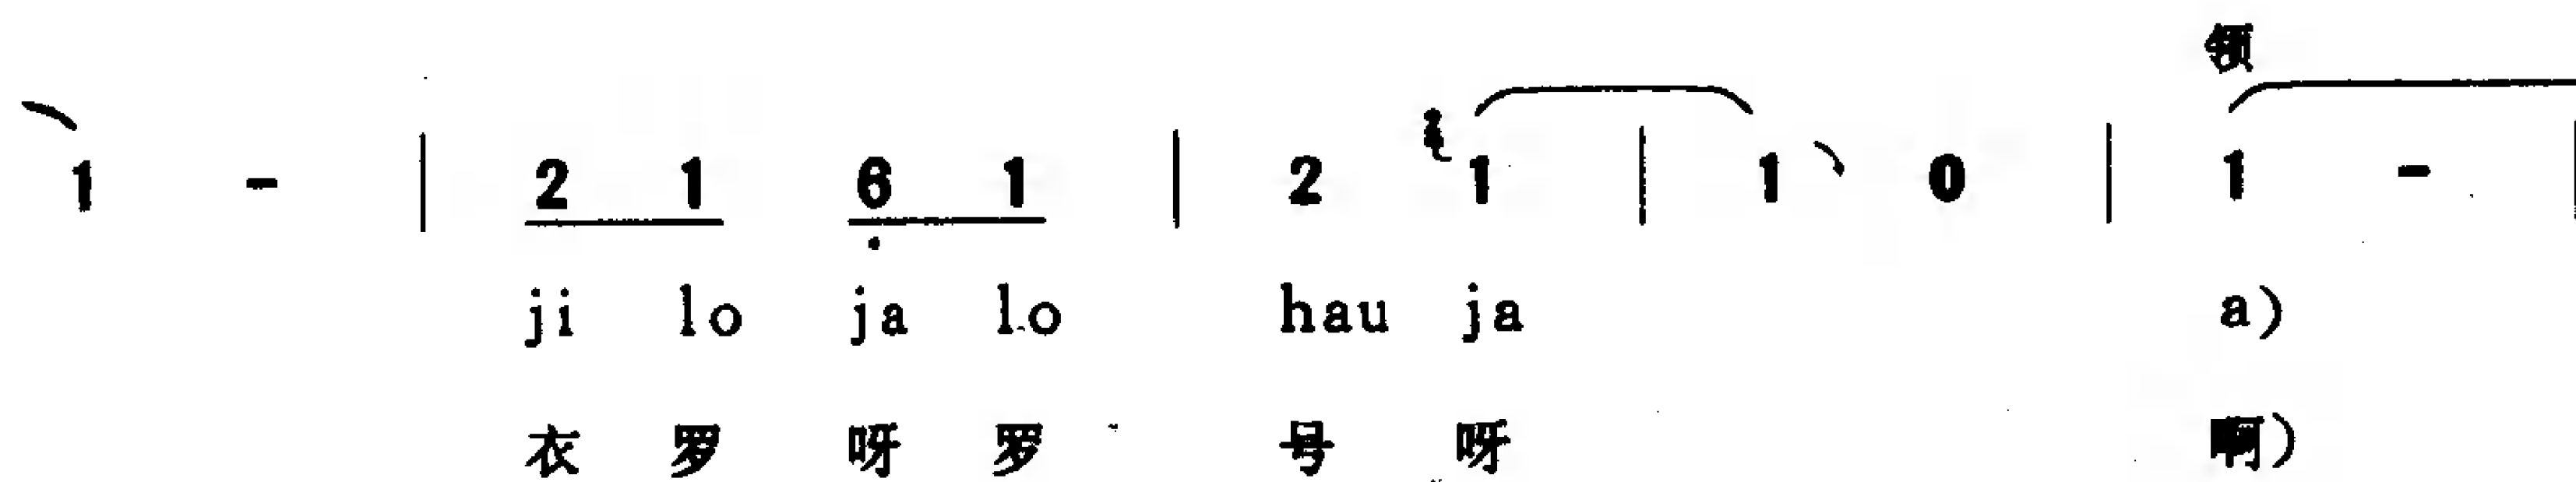 领
1 - | 2 1 6 1 | 2 1 | 1 0 | 1 - |
ji lo ja lo hau ja a)
衣 罗 呀 罗 号 呀 啊)